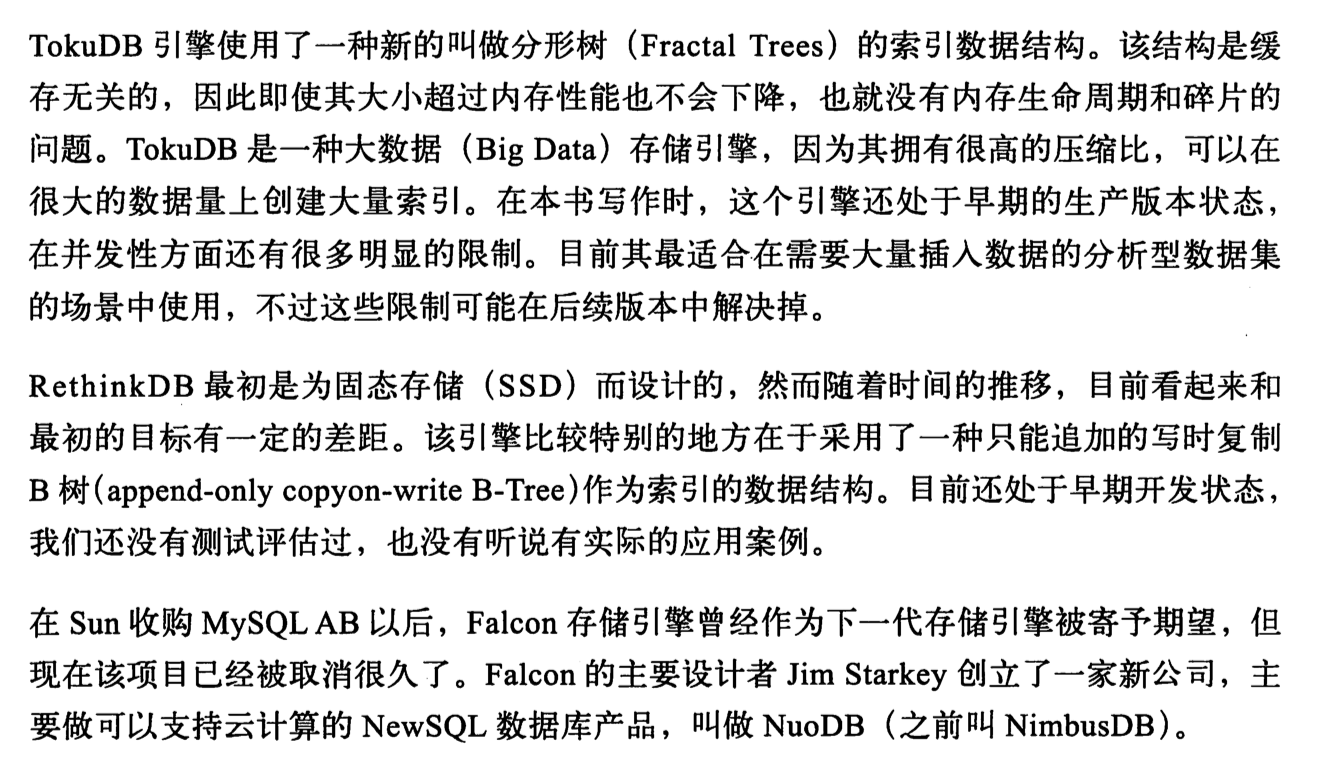 TokuDB 引擎使用了一种新的叫做分形树（Fractal Trees）的索引数据结构。该结构是缓
存无关的，因此即使其大小超过内存性能也不会下降，也就没有内存生命周期和碎片的
问题。TokuDB 是一种大数据（Big Data）存储引擎，因为其拥有很高的压缩比，可以在
很大的数据量上创建大量索引。在本书写作时，这个引擎还处于早期的生产版本状态，
在并发性方面还有很多明显的限制。目前其最适合在需要大量插入数据的分析型数据集
的场景中使用，不过这些限制可能在后续版本中解决掉。
RethinkDB 最初是为固态存储（SSD）而设计的，然而随着时间的推移，目前看起来和
最初的目标有一定的差距。该引擎比较特别的地方在于采用了一种只能追加的写时复制
B 树(append-only copyon-write B-Tree)作为索引的数据结构。目前还处于早期开发状态，
我们还没有测试评估过，也没有听说有实际的应用案例。
在 Sun 收购 MySQL AB 以后，Falcon 存储引擎曾经作为下一代存储引擎被寄予期望，但
现在该项目已经被取消很久了。Falcon 的主要设计者 Jim Starkey 创立了一家新公司，主
要做可以支持云计算的 NewSQL 数据库产品，叫做 NuoDB（之前叫 NimbusDB）。